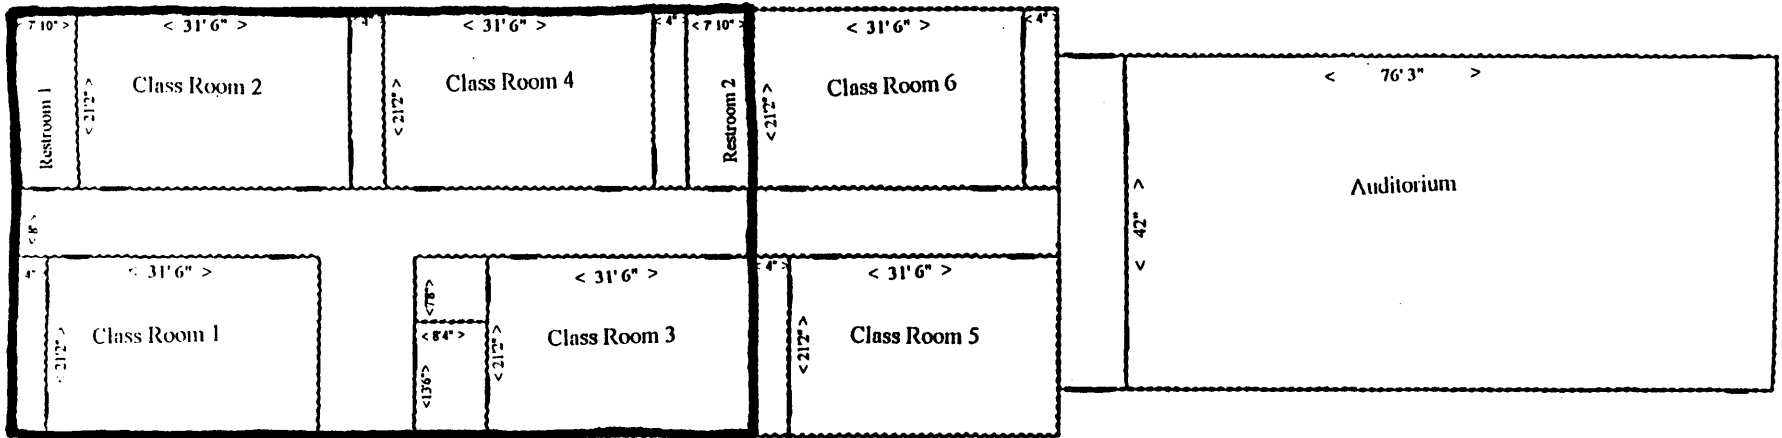 7' 10" >
< 31' 6" >
4"
< 31' 6" >
< 4" >
< 7' 10" >
< 31' 6" >
< 4" >
< 76' 3" >
Restroom 1
< 21'2" >
Class Room 2
< 21'2" >
Class Room 4
Restroom 2
< 21'2" >
Class Room 6
Auditorium
< 42" >
< 8" >
4"
< 31' 6" >
< 31' 6" >
< 4" >
< 31' 6" >
< 21'2" >
Class Room 1
<7'8">
< 8'4" >
<13'6">
< 21'2" >
Class Room 3
< 21'2" >
Class Room 5